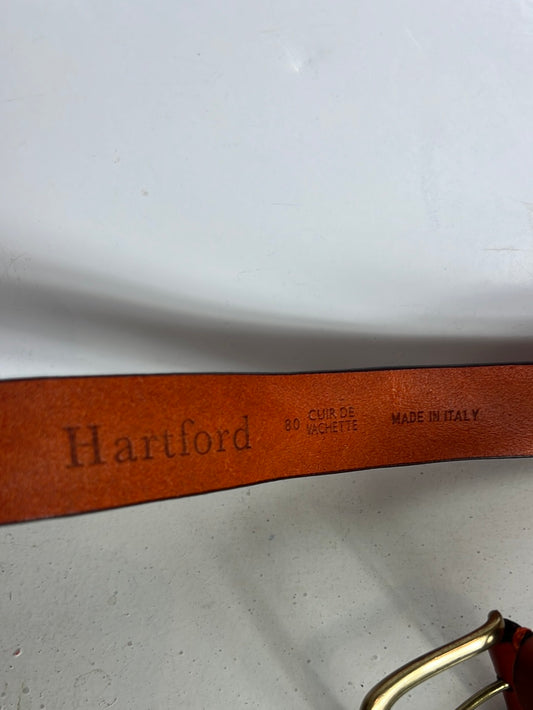 Hartford
80
CUIR DE
VACHETTE
MADE IN ITALY